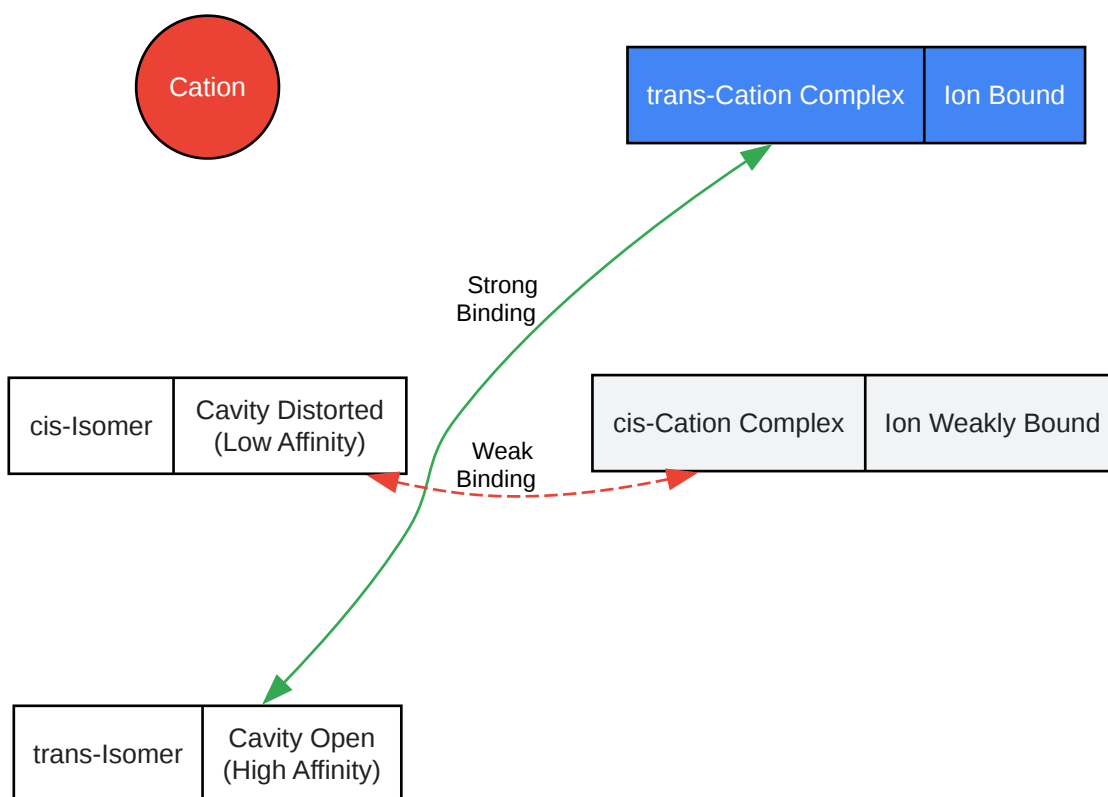 Cation
trans-Cation Complex
Ion Bound
Strong
Binding
cis-Isomer
Cavity Distorted
(Low Affinity)
Weak
Binding
cis-Cation Complex
Ion Weakly Bound
trans-Isomer
Cavity Open
(High Affinity)